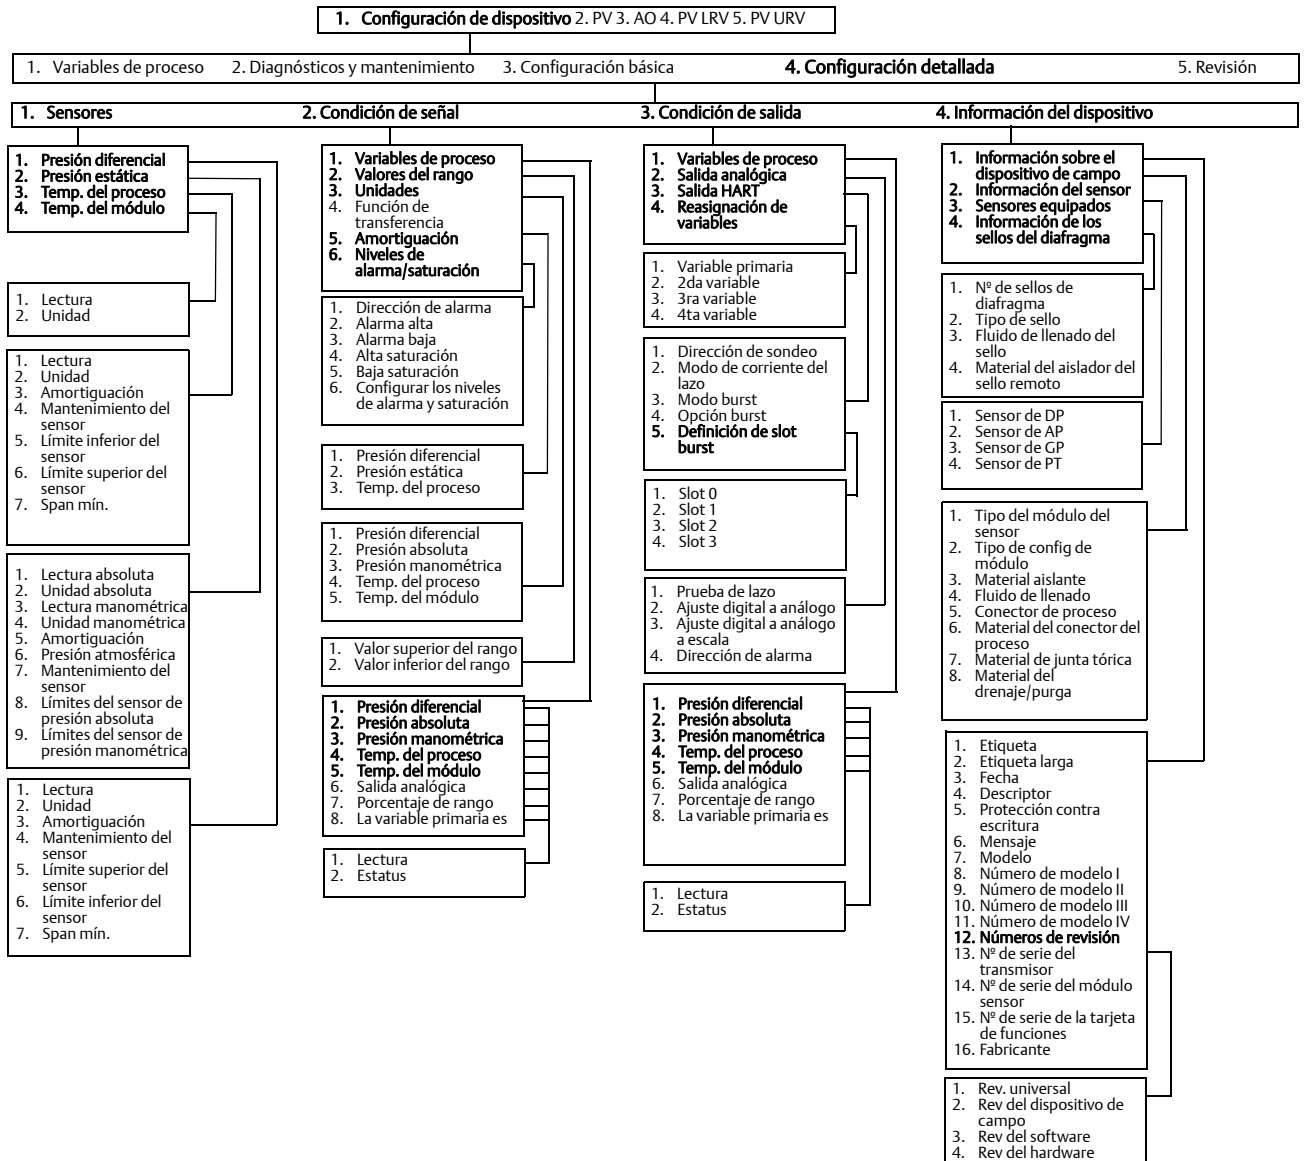 1. Configuración de dispositivo 2. PV 3. AO 4. PV LRV 5. PV URV
1. Variables de proceso 2. Diagnósticos y mantenimiento 3. Configuración básica 4. Configuración detallada 5. Revisión
1. Sensores 2. Condición de señal 3. Condición de salida 4. Información del dispositivo
1. Presión diferencial
2. Presión estática
3. Temp. del proceso
4. Temp. del módulo
1. Lectura
2. Unidad
1. Lectura
2. Unidad
3. Amortiguación
4. Mantenimiento del
sensor
5. Límite inferior del
sensor
6. Límite superior del
sensor
7. Span mín.
1. Lectura absoluta
2. Unidad absoluta
3. Lectura manométrica
4. Unidad manométrica
5. Amortiguación
6. Presión atmosférica
7. Mantenimiento del
sensor
8. Límites del sensor de
presión absoluta
9. Límites del sensor de
presión manométrica
1. Lectura
2. Unidad
3. Amortiguación
4. Mantenimiento del
sensor
5. Límite superior del
sensor
6. Límite inferior del
sensor
7. Span mín.
1. Variables de proceso
2. Valores del rango
3. Unidades
4. Función de
transferencia
5. Amortiguación
6. Niveles de
alarma/saturación
1. Dirección de alarma
2. Alarma alta
3. Alarma baja
4. Alta saturación
5. Baja saturación
6. Configurar los niveles
de alarma y saturación
1. Presión diferencial
2. Presión estática
3. Temp. del proceso
1. Presión diferencial
2. Presión absoluta
3. Presión manométrica
4. Temp. del proceso
5. Temp. del módulo
1. Valor superior del rango
2. Valor inferior del rango
1. Presión diferencial
2. Presión absoluta
3. Presión manométrica
4. Temp. del proceso
5. Temp. del módulo
6. Salida analógica
7. Porcentaje de rango
8. La variable primaria es
1. Lectura
2. Estatus
1. Variables de proceso
2. Salida analógica
3. Salida HART
4. Reasignación de
variables
1. Variable primaria
2. 2da variable
3. 3ra variable
4. 4ta variable
1. Dirección de sondeo
2. Modo de corriente del
lazo
3. Modo burst
4. Opción burst
5. Definición de slot
burst
1. Slot 0
2. Slot 1
3. Slot 2
4. Slot 3
1. Prueba de lazo
2. Ajuste digital a análogo
3. Ajuste digital a análogo
a escala
4. Dirección de alarma
1. Presión diferencial
2. Presión absoluta
3. Presión manométrica
4. Temp. del proceso
5. Temp. del módulo
6. Salida analógica
7. Porcentaje de rango
8. La variable primaria es
1. Lectura
2. Estatus
1. Información sobre el
dispositivo de campo
2. Información del sensor
3. Sensores equipados
4. Información de los
sellos del diafragma
1. Nº de sellos de
diafragma
2. Tipo de sello
3. Fluido de llenado del
sello
4. Material del aislador del
sello remoto
1. Sensor de DP
2. Sensor de AP
3. Sensor de GP
4. Sensor de PT
1. Tipo del módulo del
sensor
2. Tipo de config de
módulo
3. Material aislante
4. Fluido de llenado
5. Conector de proceso
6. Material del conector del
proceso
7. Material de junta tórica
8. Material del
drenaje/purga
1. Etiqueta
2. Etiqueta larga
3. Fecha
4. Descriptor
5. Protección contra
escritura
6. Mensaje
7. Modelo
8. Número de modelo I
9. Número de modelo II
10. Número de modelo III
11. Número de modelo IV
12. Números de revisión
13. Nº de serie del
transmisor
14. Nº de serie del módulo
sensor
15. Nº de serie de la tarjeta
de funciones
16. Fabricante
1. Rev. universal
2. Rev del dispositivo de
campo
3. Rev del software
4. Rev del hardware